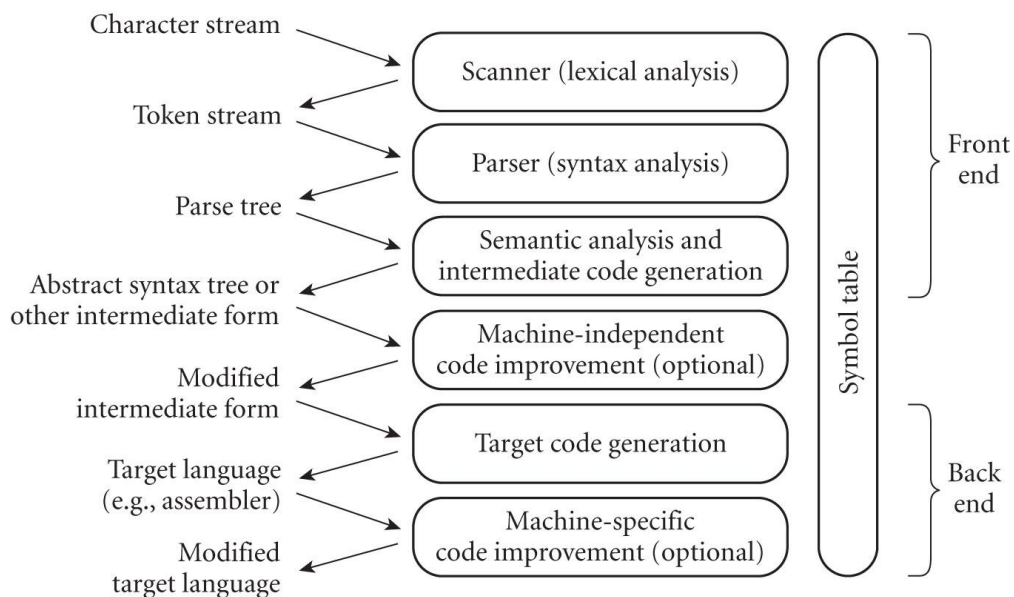 Character stream
Scanner (lexical analysis)
Token stream
Parser (syntax analysis)
Parse tree
Semantic analysis and
intermediate code generation
Abstract syntax tree or
other intermediate form
Machine-independent
code improvement (optional)
Modified
intermediate form
Target code generation
Target language
(e.g., assembler)
Machine-specific
code improvement (optional)
Modified
target language
Symbol table
Front
end
Back
end